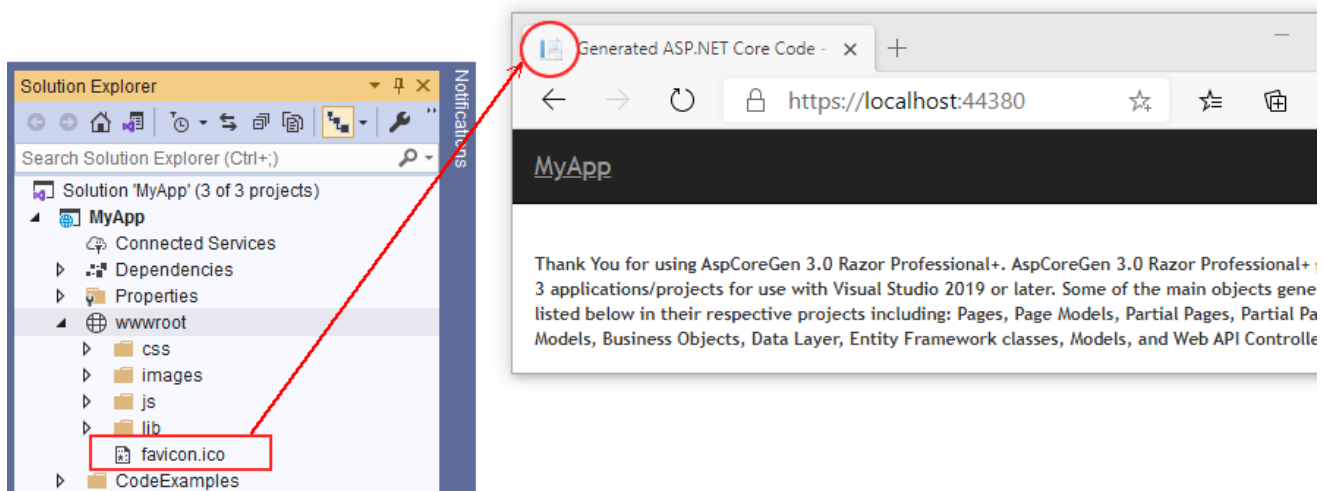 Solution Explorer
Notifications
Search Solution Explorer (Ctrl+;)
Solution 'MyApp' (3 of 3 projects)
MyApp
Connected Services
Dependencies
Properties
wwwroot
css
images
js
lib
favicon.ico
CodeExamples
Generated ASP.NET Core Code -
https://localhost:44380
MyApp
Thank You for using AspCoreGen 3.0 Razor Professional+. AspCoreGen 3.0 Razor Professional+
3 applications/projects for use with Visual Studio 2019 or later. Some of the main objects gene
listed below in their respective projects including: Pages, Page Models, Partial Pages, Partial Pa
Models, Business Objects, Data Layer, Entity Framework classes, Models, and Web API Controlle